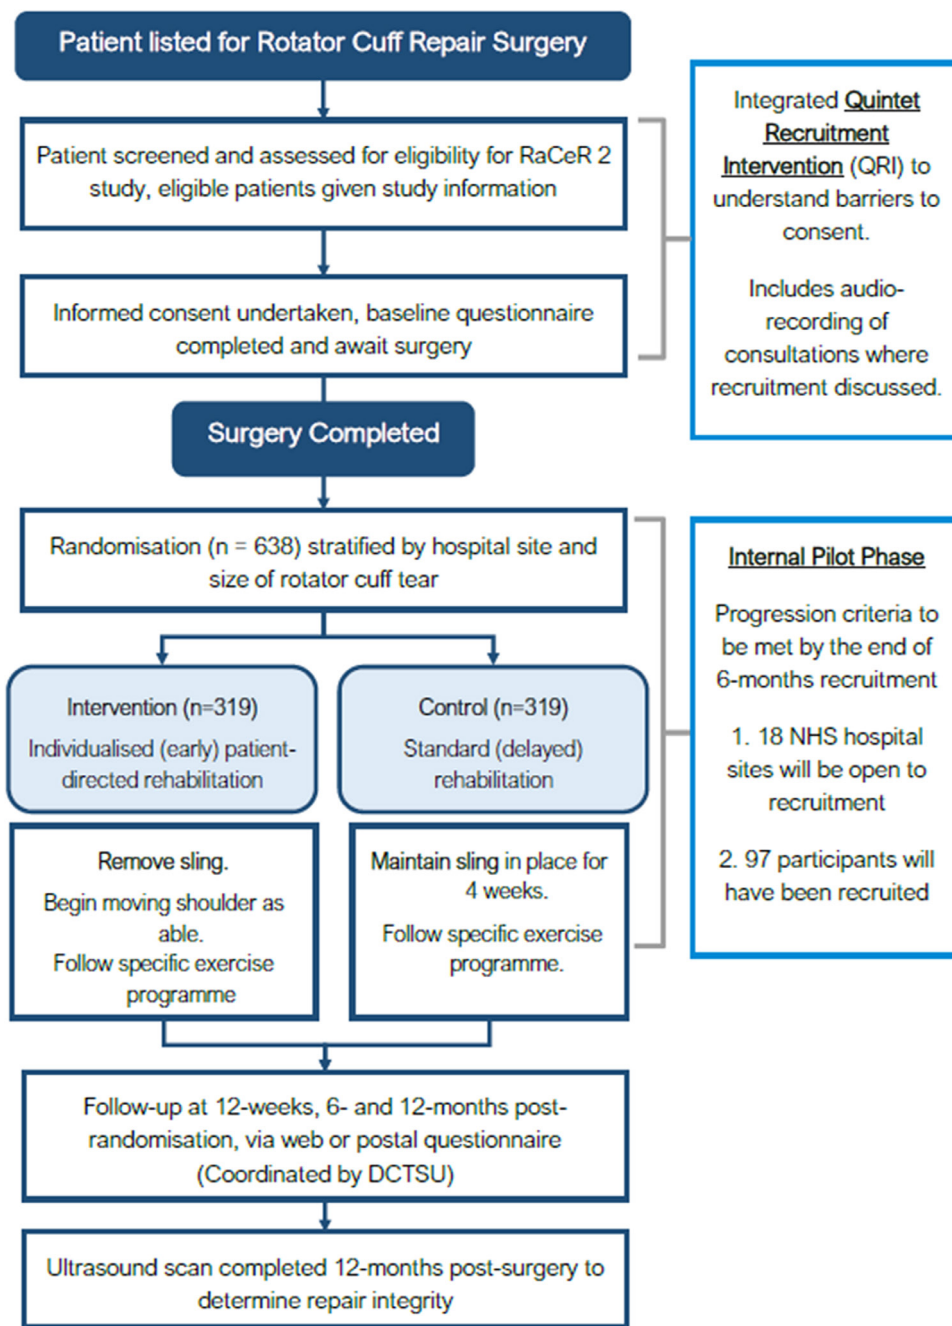 Patient listed for Rotator Cuff Repair Surgery
Patient screened and assessed for eligibility for RaCeR 2
study, eligible patients given study information
Informed consent undertaken, baseline questionnaire
completed and await surgery
Integrated Quintet
Recruitment
Intervention (QRI) to
understand barriers to
consent.
Includes audio-
recording of
consultations where
recruitment discussed.
Surgery Completed
Randomisation (n = 638) stratified by hospital site and
size of rotator cuff tear
Intervention (n=319)
Individualised (early) patient-
directed rehabilitation
Control (n=319)
Standard (delayed)
rehabilitation
Remove sling.
Begin moving shoulder as
able.
Follow specific exercise
programme
Maintain sling in place for
4 weeks.
Follow specific exercise
programme.
Internal Pilot Phase
Progression criteria to
be met by the end of
6-months recruitment
1. 18 NHS hospital
sites will be open to
recruitment
2. 97 participants will
have been recruited
Follow-up at 12-weeks, 6- and 12-months post-
randomisation, via web or postal questionnaire
(Coordinated by DCTSU)
Ultrasound scan completed 12-months post-surgery to
determine repair integrity